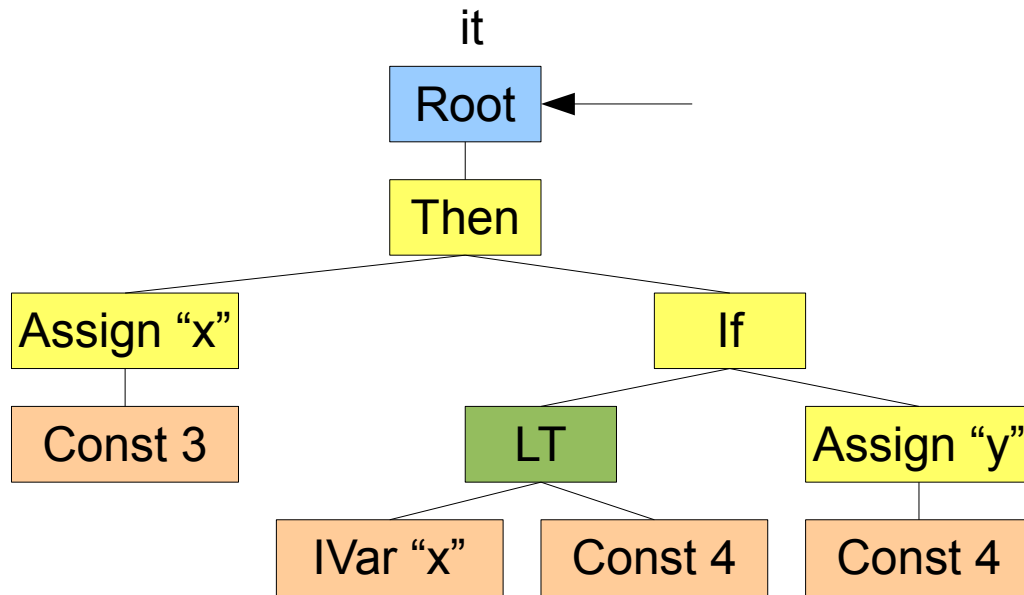 it
Root
Then
Assign “x”
If
Const 3
LT
Assign “y”
IVar “x”
Const 4
Const 4